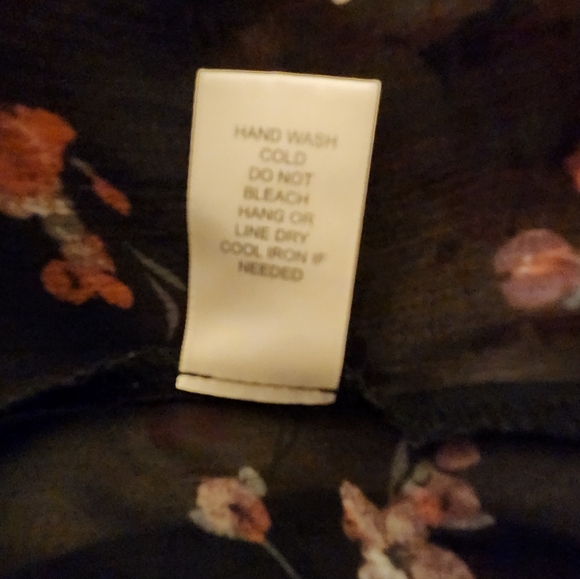 HAND WASH
COLD
DO NOT
BLEACH
HANG OR
LINE DRY
COOL IRON IF
NEEDED